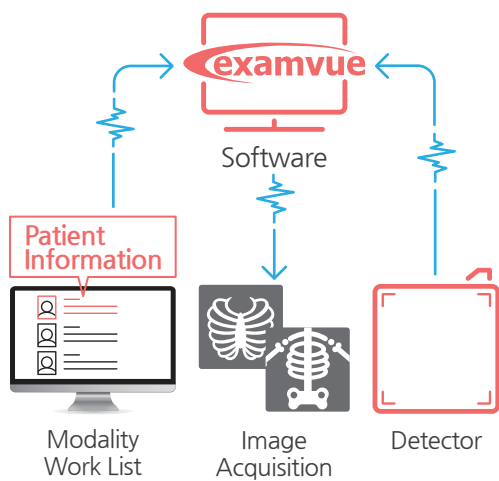 examvue
Software
Patient
Information
Modality
Work List
Image
Acquisition
Detector